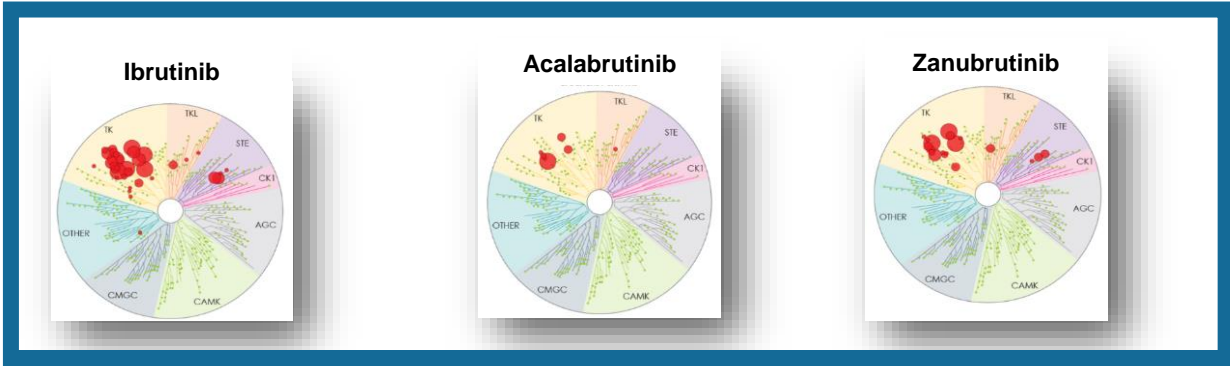 Ibrutinib
TK
TKL
STE
CK1
AGC
CAMK
CMGC
OTHER
Acalabrutinib
TK
TKL
STE
CK1
AGC
CAMK
CMGC
OTHER
Zanubrutinib
TK
TKL
STE
CK1
AGC
CAMK
CMGC
OTHER